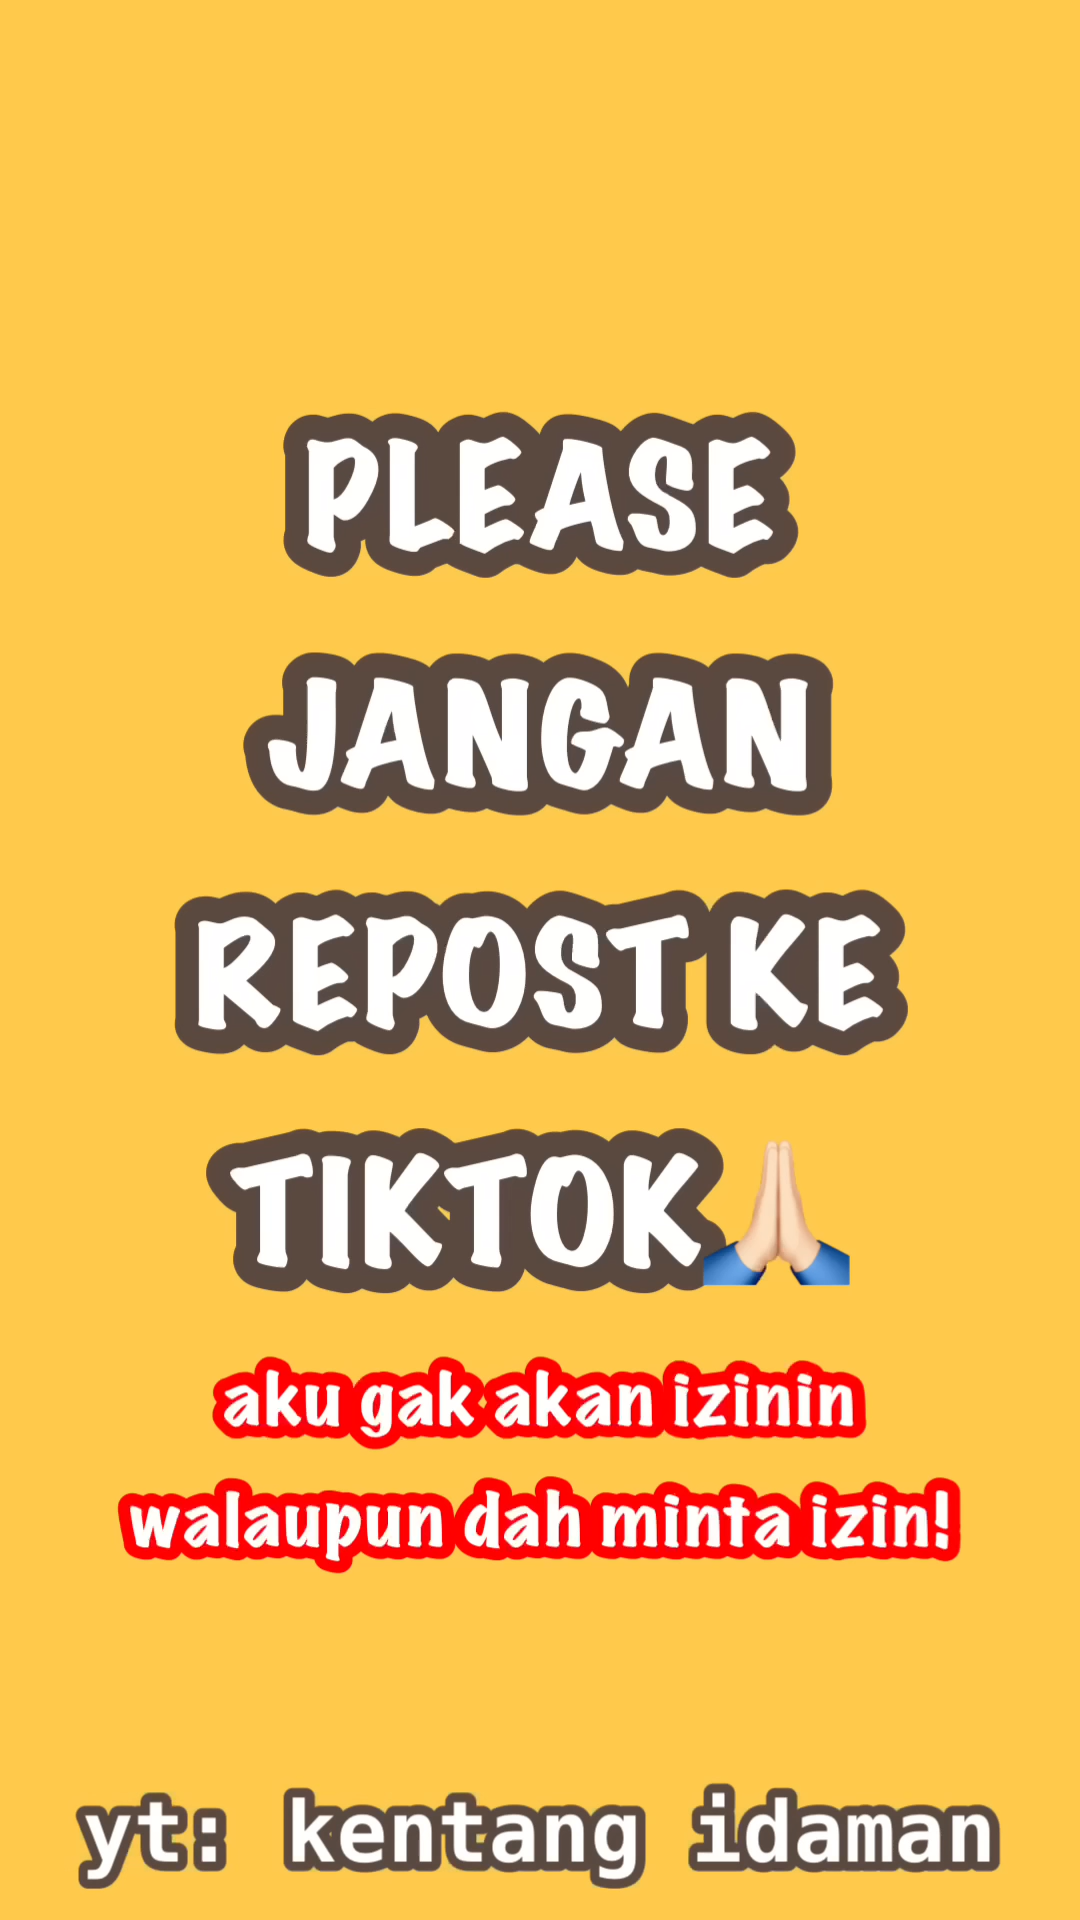 PLEASE
JANGAN
REPOST KE
TIKTOK🙏🏻
aku gak akan izinin
walaupun dah minta izin!
yt: kentang idaman